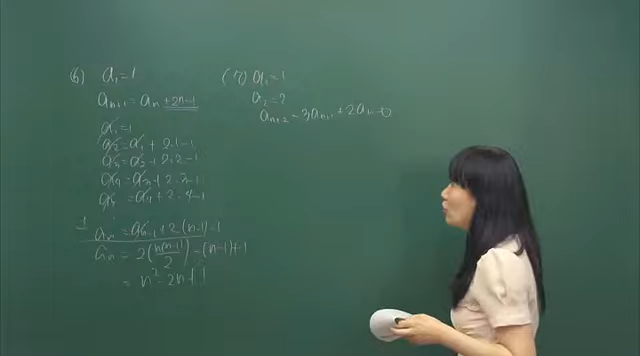 (6) a₁=1
aₙ₊₁ = aₙ +2n-1
a₁=1
a₂=a₁ + 2·1-1
a₃=a₂+2·2-1
a₄=a₃+2·3-1
a₅=a₄+2·4-1
aₙ = aₙ₋₁+2(n-1)-1
aₙ = 2(n(n-1)/2) -(n-1)+1
= n²-2n+1
(7) a₁=1
a₂=2
aₙ₊₂ -3aₙ₊₁ +2aₙ=0